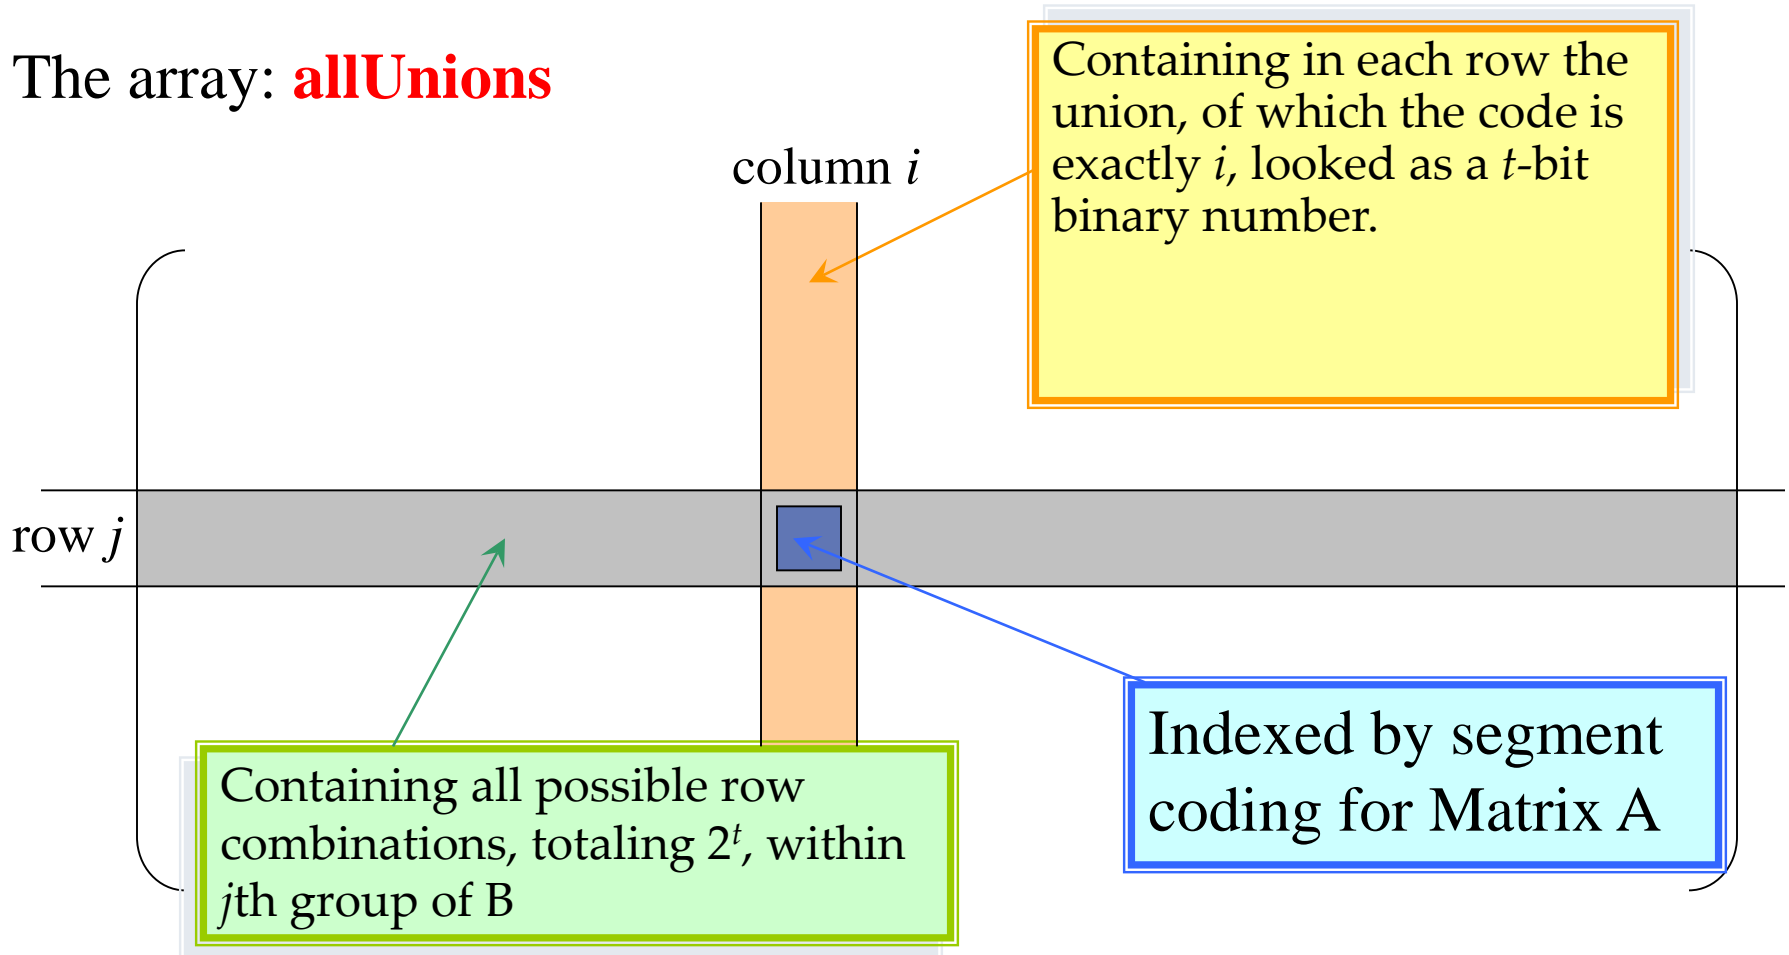 The array: allUnions
Containing in each row the
union, of which the code is
exactly i, looked as a t-bit
binary number.
column i
row j
Indexed by segment
coding for Matrix A
Containing all possible row
combinations, totaling 2^t, within
jth group of B